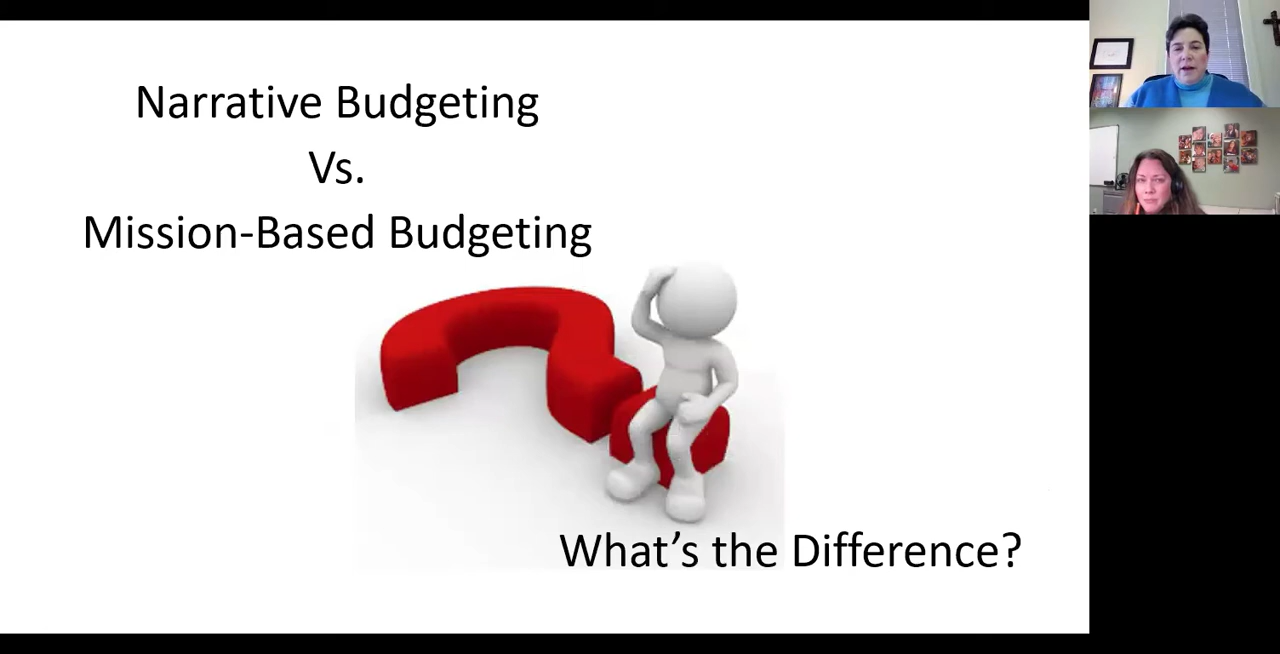 Narrative Budgeting
Vs.
Mission-Based Budgeting
What's the Difference?